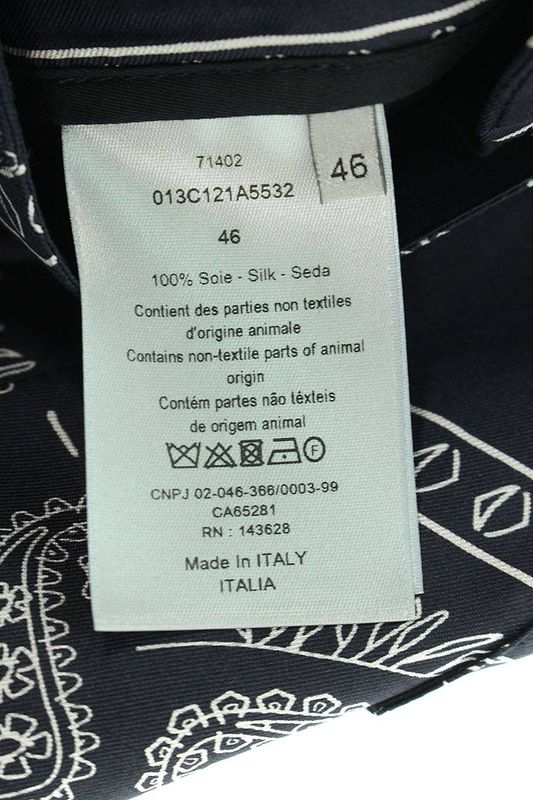 71402
46
013C121A5532
46
100% Soie - Silk - Seda
Contient des parties non textiles
d'origine animale
Contains non-textile parts of animal
origin
Contém partes não têxteis
de origem animal
F
CNPJ 02-046-366/0003-99
CA65281
RN : 143628
Made In ITALY
ITALIA